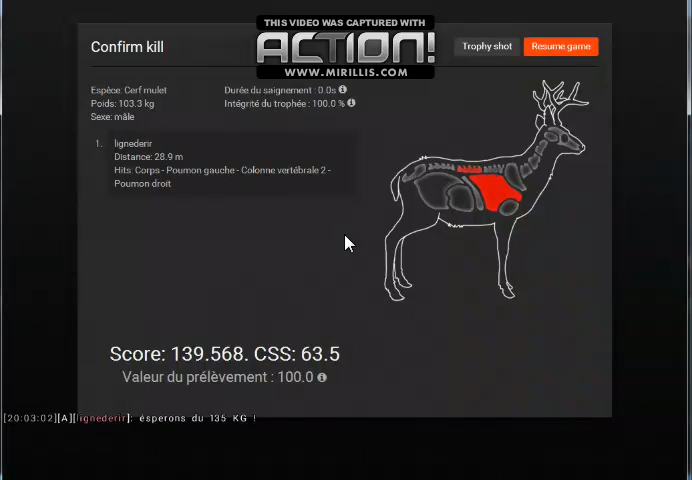 THIS VIDEO WAS CAPTURED WITH
ACTION!
WWW.MIRILLIS.COM
Confirm kill
Trophy shot
Resume game
Espèce: Cerf mulet
Poids: 103.3 kg
Sexe: mâle
Durée du saignement : 0.0s
Intégrité du trophée : 100.0 %
1. lignederir
Distance: 28.9 m
Hits: Corps - Poumon gauche - Colonne vertébrale 2 -
Poumon droit
Score: 139.568. CSS: 63.5
Valeur du prélèvement : 100.0
[20:03:02][A][lignederir]: ésperons du 135 KG !